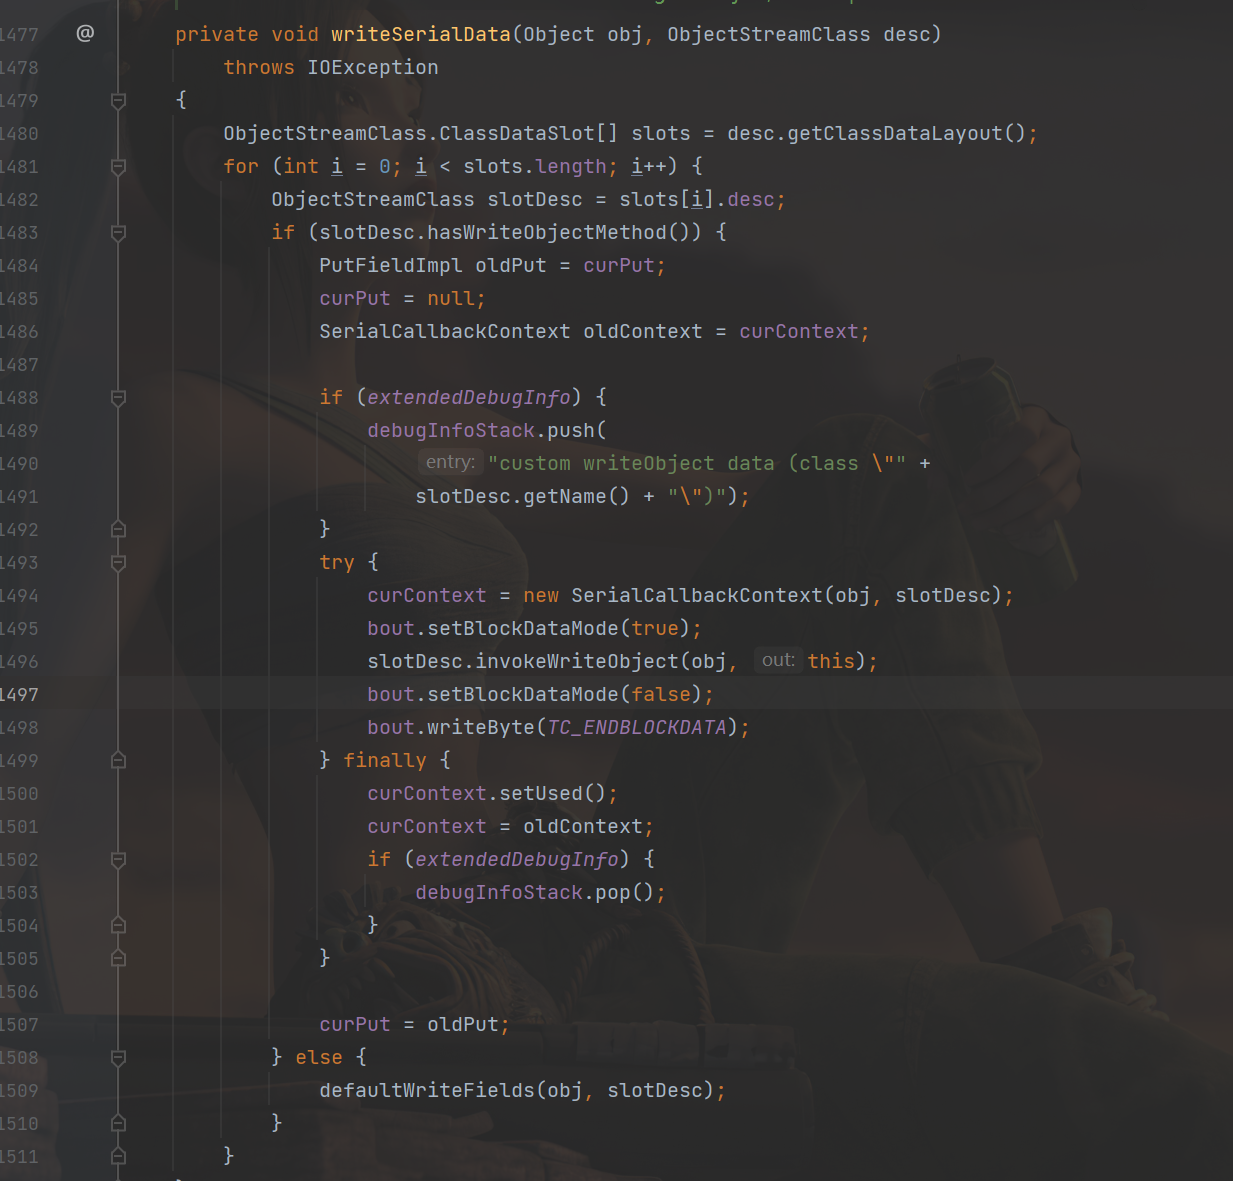 1477 @ private void writeSerialData(Object obj, ObjectStreamClass desc)
1478 throws IOException
1479 {
1480 ObjectStreamClass.ClassDataSlot[] slots = desc.getClassDataLayout();
1481 for (int i = 0; i < slots.length; i++) {
1482 ObjectStreamClass slotDesc = slots[i].desc;
1483 if (slotDesc.hasWriteObjectMethod()) {
1484 PutFieldImpl oldPut = curPut;
1485 curPut = null;
1486 SerialCallbackContext oldContext = curContext;
1487
1488 if (extendedDebugInfo) {
1489 debugInfoStack.push(
1490 entry: "custom writeObject data (class \"" +
1491 slotDesc.getName() + "\")");
1492 }
1493 try {
1494 curContext = new SerialCallbackContext(obj, slotDesc);
1495 bout.setBlockDataMode(true);
1496 slotDesc.invokeWriteObject(obj, out: this);
1497 bout.setBlockDataMode(false);
1498 bout.writeByte(TC_ENDBLOCKDATA);
1499 } finally {
1500 curContext.setUsed();
1501 curContext = oldContext;
1502 if (extendedDebugInfo) {
1503 debugInfoStack.pop();
1504 }
1505 }
1506
1507 curPut = oldPut;
1508 } else {
1509 defaultWriteFields(obj, slotDesc);
1510 }
1511 }